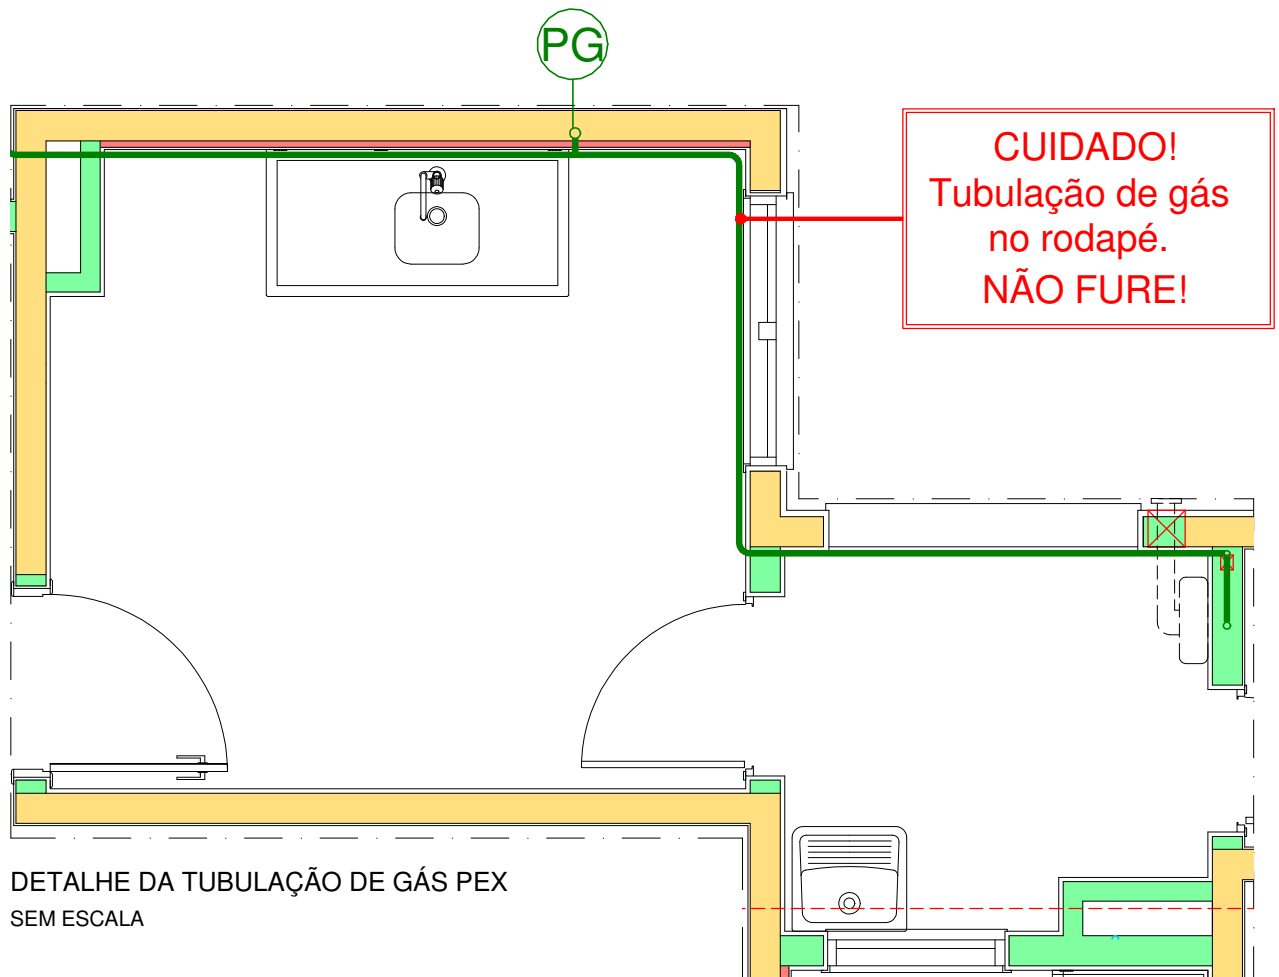 PG
CUIDADO!
Tubulação de gás
no rodapé.
NÃO FURE!
DETALHE DA TUBULAÇÃO DE GÁS PEX
SEM ESCALA